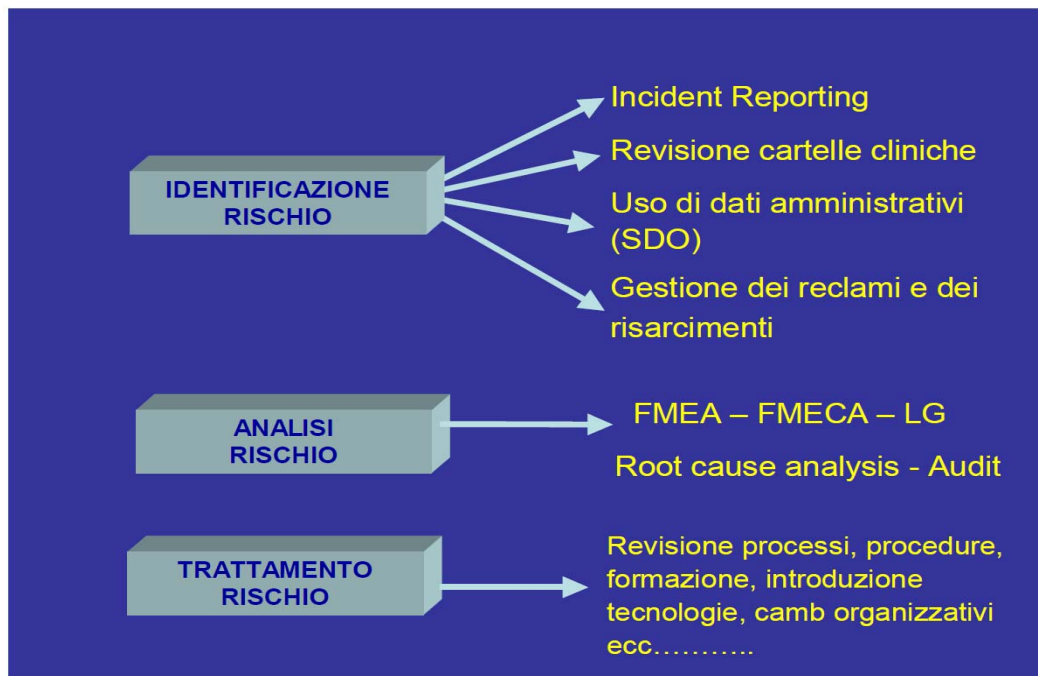 IDENTIFICAZIONE
RISCHIO
Incident Reporting
Revisione cartelle cliniche
Uso di dati amministrativi
(SDO)
Gestione dei reclami e dei
risarcimenti
ANALISI
RISCHIO
FMEA – FMECA – LG
Root cause analysis - Audit
TRATTAMENTO
RISCHIO
Revisione processi, procedure,
formazione, introduzione
tecnologie, camb organizzativi
ecc………..